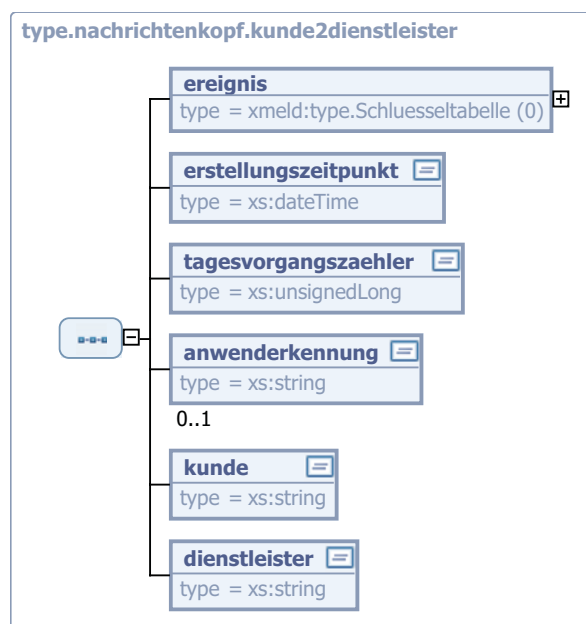 type.nachrichtenkopf.kunde2dienstleister
ereignis
type = xmeld:type.Schluesseltabelle (0)
erstellungszeitpunkt
type = xs:dateTime
tagesvorgangszaehler
type = xs:unsignedLong
anwenderkennung
type = xs:string
0..1
kunde
type = xs:string
dienstleister
type = xs:string